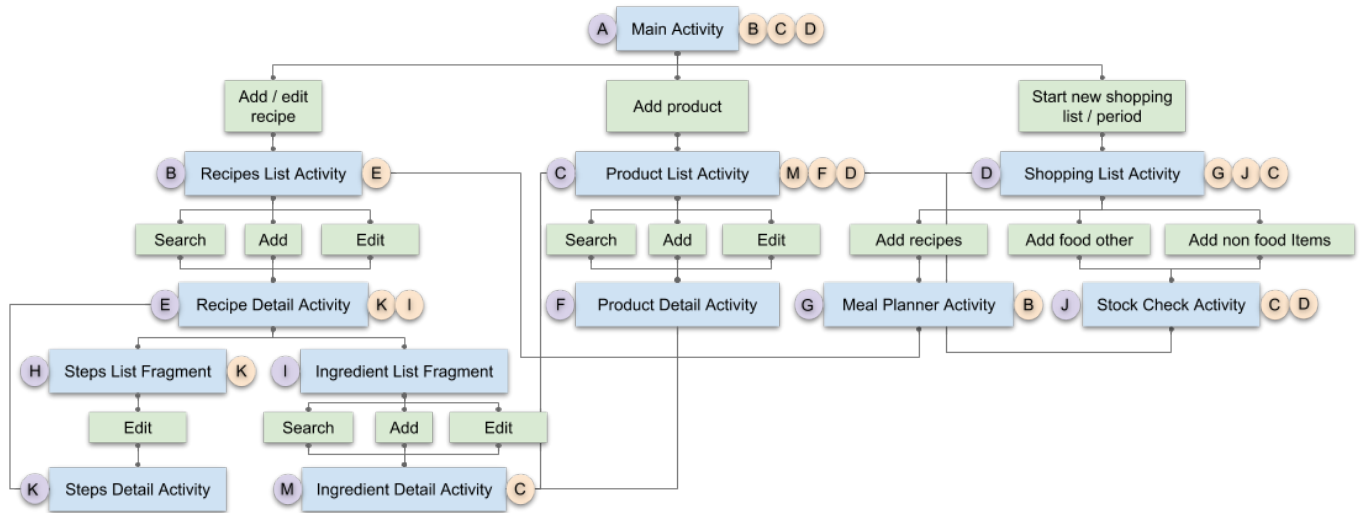 A Main Activity B C D
Add / edit
recipe
Add product
Start new shopping
list / period
B Recipes List Activity E
C Product List Activity M F D
D Shopping List Activity G J C
Search Add Edit
Search Add Edit
Add recipes Add food other Add non food Items
E Recipe Detail Activity K I
F Product Detail Activity
G Meal Planner Activity B
J Stock Check Activity C D
H Steps List Fragment K
I Ingredient List Fragment
Edit
Search Add Edit
K Steps Detail Activity
M Ingredient Detail Activity C